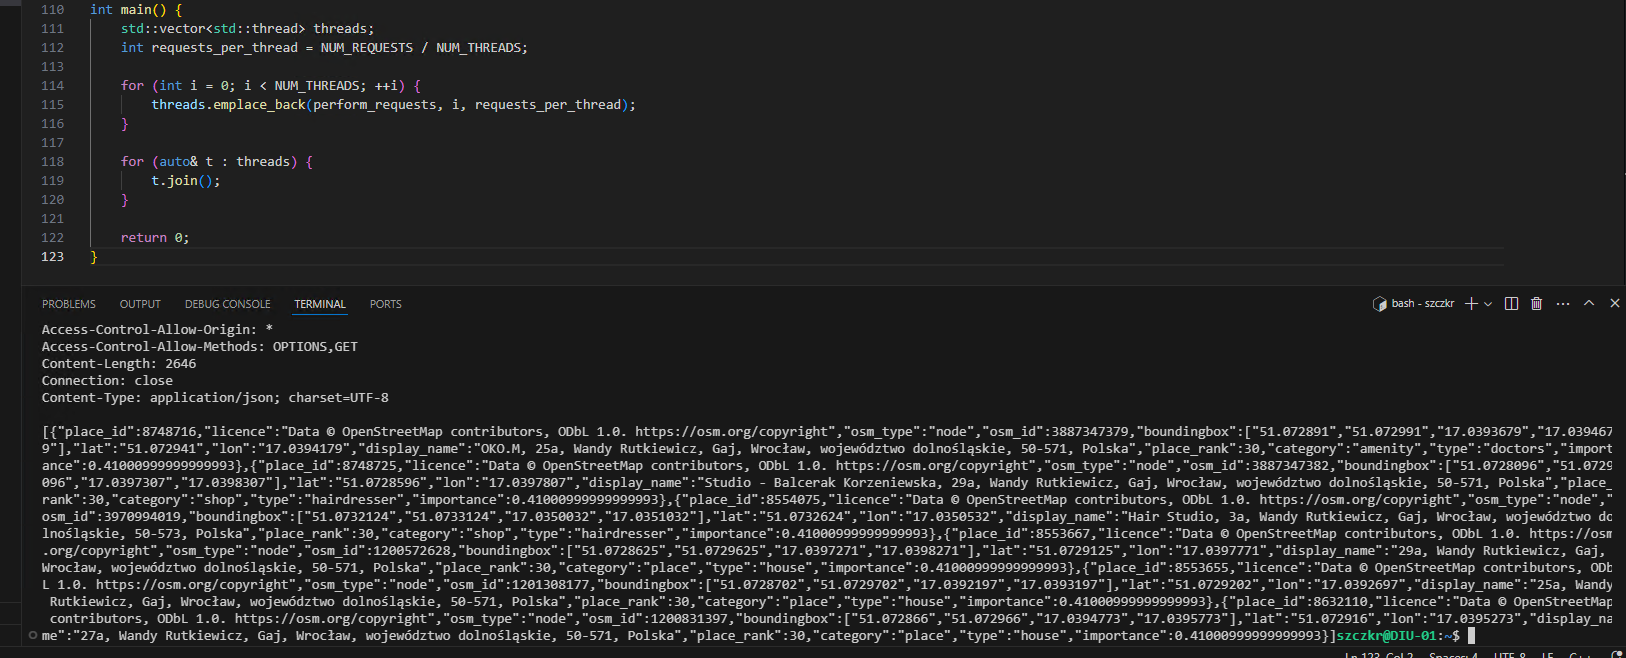 110 int main() {
111 std::vector<std::thread> threads;
112 int requests_per_thread = NUM_REQUESTS / NUM_THREADS;
113
114 for (int i = 0; i < NUM_THREADS; ++i) {
115 threads.emplace_back(perform_requests, i, requests_per_thread);
116 }
117
118 for (auto& t : threads) {
119 t.join();
120 }
121
122 return 0;
123 }
PROBLEMS OUTPUT DEBUG CONSOLE TERMINAL PORTS bash - szczkr
Access-Control-Allow-Origin: *
Access-Control-Allow-Methods: OPTIONS,GET
Content-Length: 2646
Connection: close
Content-Type: application/json; charset=UTF-8
[{"place_id":8748716,"licence":"Data © OpenStreetMap contributors, ODbL 1.0. https://osm.org/copyright","osm_type":"node","osm_id":3887347379,"boundingbox":["51.072891","51.072991","17.0393679","17.039467
9"],"lat":"51.072941","lon":"17.0394179","display_name":"OKO.M, 25a, Wandy Rutkiewicz, Gaj, Wrocław, województwo dolnośląskie, 50-571, Polska","place_rank":30,"category":"amenity","type":"doctors","import
ance":0.41000999999999993},{"place_id":8748725,"licence":"Data © OpenStreetMap contributors, ODbL 1.0. https://osm.org/copyright","osm_type":"node","osm_id":3887347382,"boundingbox":["51.0728096","51.0729
096","17.0397307","17.0398307"],"lat":"51.0728596","lon":"17.0397807","display_name":"Studio - Balcerak Korzeniewska, 29a, Wandy Rutkiewicz, Gaj, Wrocław, województwo dolnośląskie, 50-571, Polska","place_
rank":30,"category":"shop","type":"hairdresser","importance":0.41000999999999993},{"place_id":8554075,"licence":"Data © OpenStreetMap contributors, ODbL 1.0. https://osm.org/copyright","osm_type":"node","
osm_id":3970994019,"boundingbox":["51.0732124","51.0733124","17.0350032","17.0351032"],"lat":"51.0732624","lon":"17.0350532","display_name":"Hair Studio, 3a, Wandy Rutkiewicz, Gaj, Wrocław, województwo do
lnośląskie, 50-573, Polska","place_rank":30,"category":"shop","type":"hairdresser","importance":0.41000999999999993},{"place_id":8553667,"licence":"Data © OpenStreetMap contributors, ODbL 1.0. https://osm
.org/copyright","osm_type":"node","osm_id":1200572628,"boundingbox":["51.0728625","51.0729625","17.0397271","17.0398271"],"lat":"51.0729125","lon":"17.0397771","display_name":"29a, Wandy Rutkiewicz, Gaj,
Wrocław, województwo dolnośląskie, 50-571, Polska","place_rank":30,"category":"place","type":"house","importance":0.41000999999999993},{"place_id":8553655,"licence":"Data © OpenStreetMap contributors, ODb
L 1.0. https://osm.org/copyright","osm_type":"node","osm_id":1201308177,"boundingbox":["51.0728702","51.0729702","17.0392197","17.0393197"],"lat":"51.0729202","lon":"17.0392697","display_name":"25a, Wandy
Rutkiewicz, Gaj, Wrocław, województwo dolnośląskie, 50-571, Polska","place_rank":30,"category":"place","type":"house","importance":0.41000999999999993},{"place_id":8632110,"licence":"Data © OpenStreetMap
contributors, ODbL 1.0. https://osm.org/copyright","osm_type":"node","osm_id":1200831397,"boundingbox":["51.072866","51.072966","17.0394773","17.0395773"],"lat":"51.072916","lon":"17.0395273","display_na
me":"27a, Wandy Rutkiewicz, Gaj, Wrocław, województwo dolnośląskie, 50-571, Polska","place_rank":30,"category":"place","type":"house","importance":0.41000999999999993}]szczkr@DIU-01:~$
Ln 123, Col 2 Spaces: 4 UTF-8 LF C++